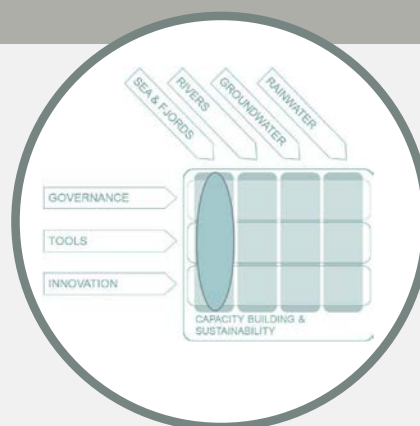 SEA & FJORDS
RIVERS
GROUNDWATER
RAINWATER
GOVERNANCE
TOOLS
INNOVATION
CAPACITY BUILDING &
SUSTAINABILITY